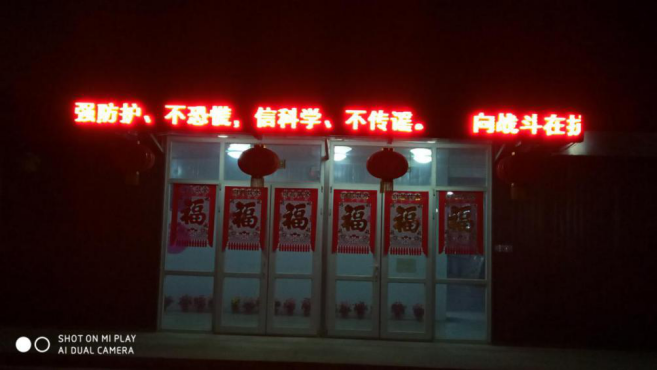 强防护、不恐慌，信科学、不传谣。 向战斗在抗
福 福 福 福 福 福
SHOT ON MI PLAY
AI DUAL CAMERA